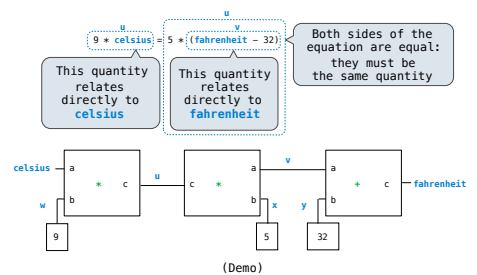 u
u
v
9 * celsius = 5 * (fahrenheit - 32)
Both sides of the
equation are equal:
they must be
the same quantity
This quantity
relates
directly to
celsius
This quantity
relates
directly to
fahrenheit
celsius
a
b
*
c
w
9
u
c
*
a
b
x
5
v
y
32
a
b
+
c
fahrenheit
(Demo)